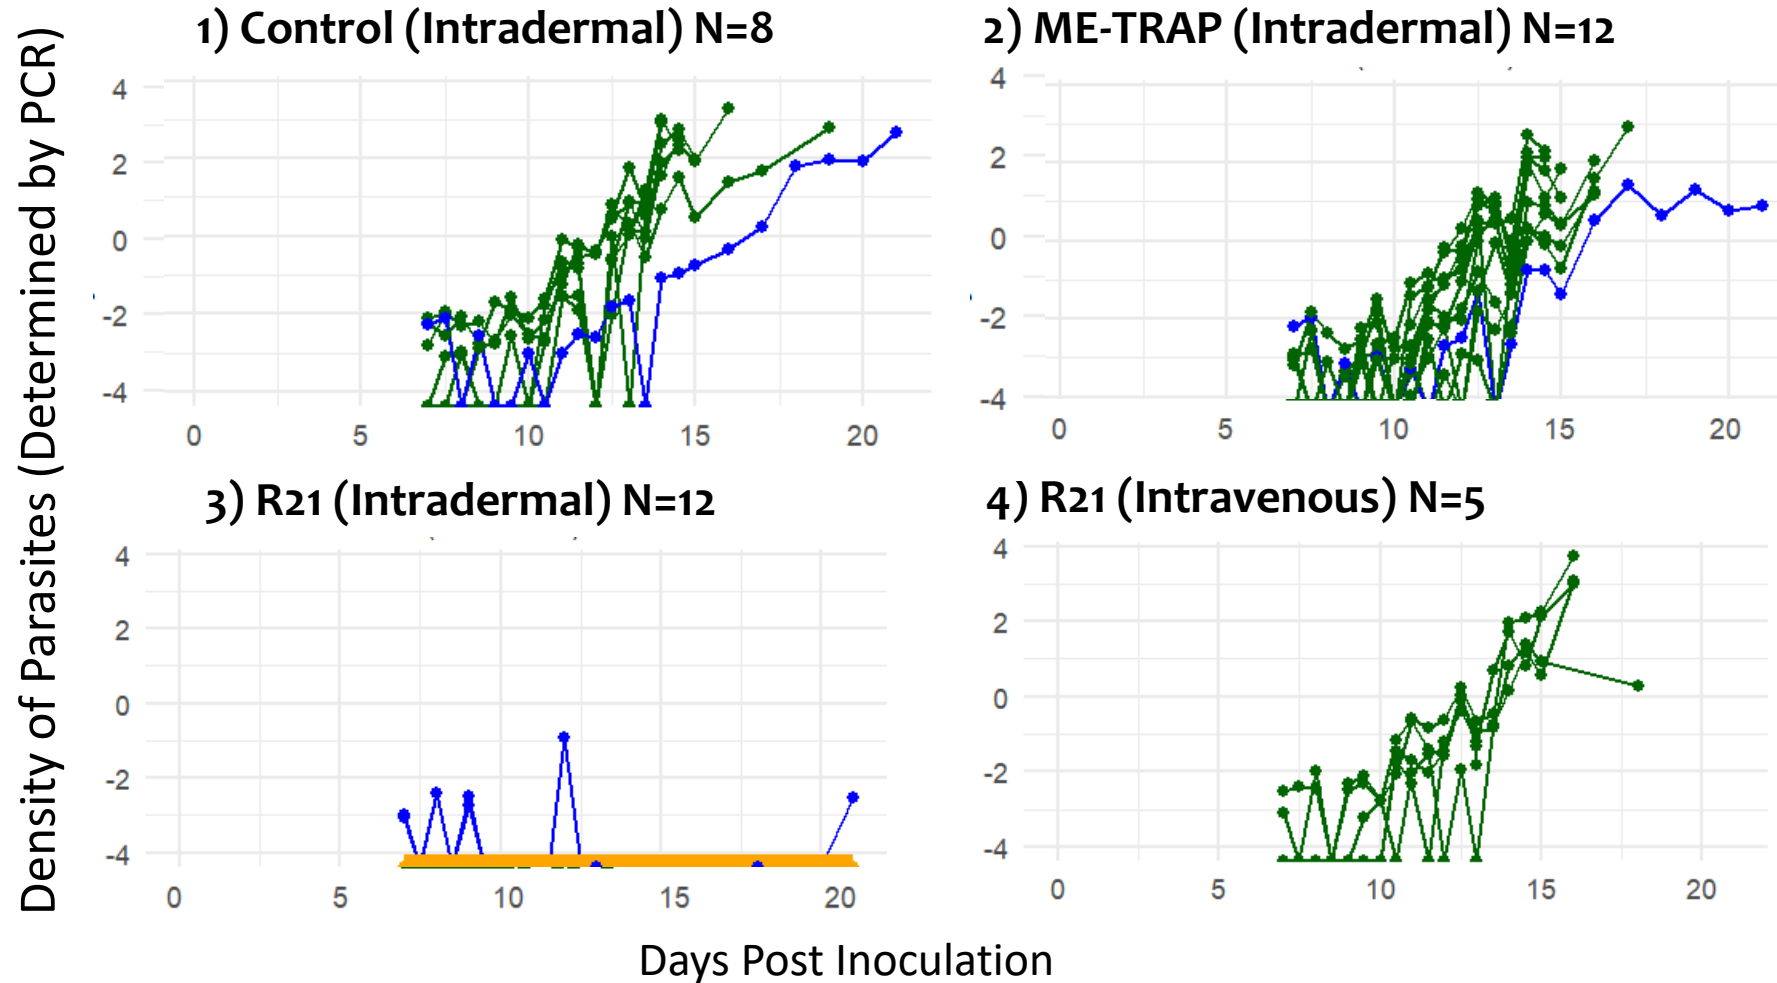 Density of Parasites (Determined by PCR)
1) Control (Intradermal) N=8
4
2
0
-2
-4
0 5 10 15 20
2) ME-TRAP (Intradermal) N=12
4
2
0
-2
-4
0 5 10 15 20
3) R21 (Intradermal) N=12
4
2
0
-2
-4
0 5 10 15 20
4) R21 (Intravenous) N=5
4
2
0
-2
-4
0 5 10 15 20
Days Post Inoculation